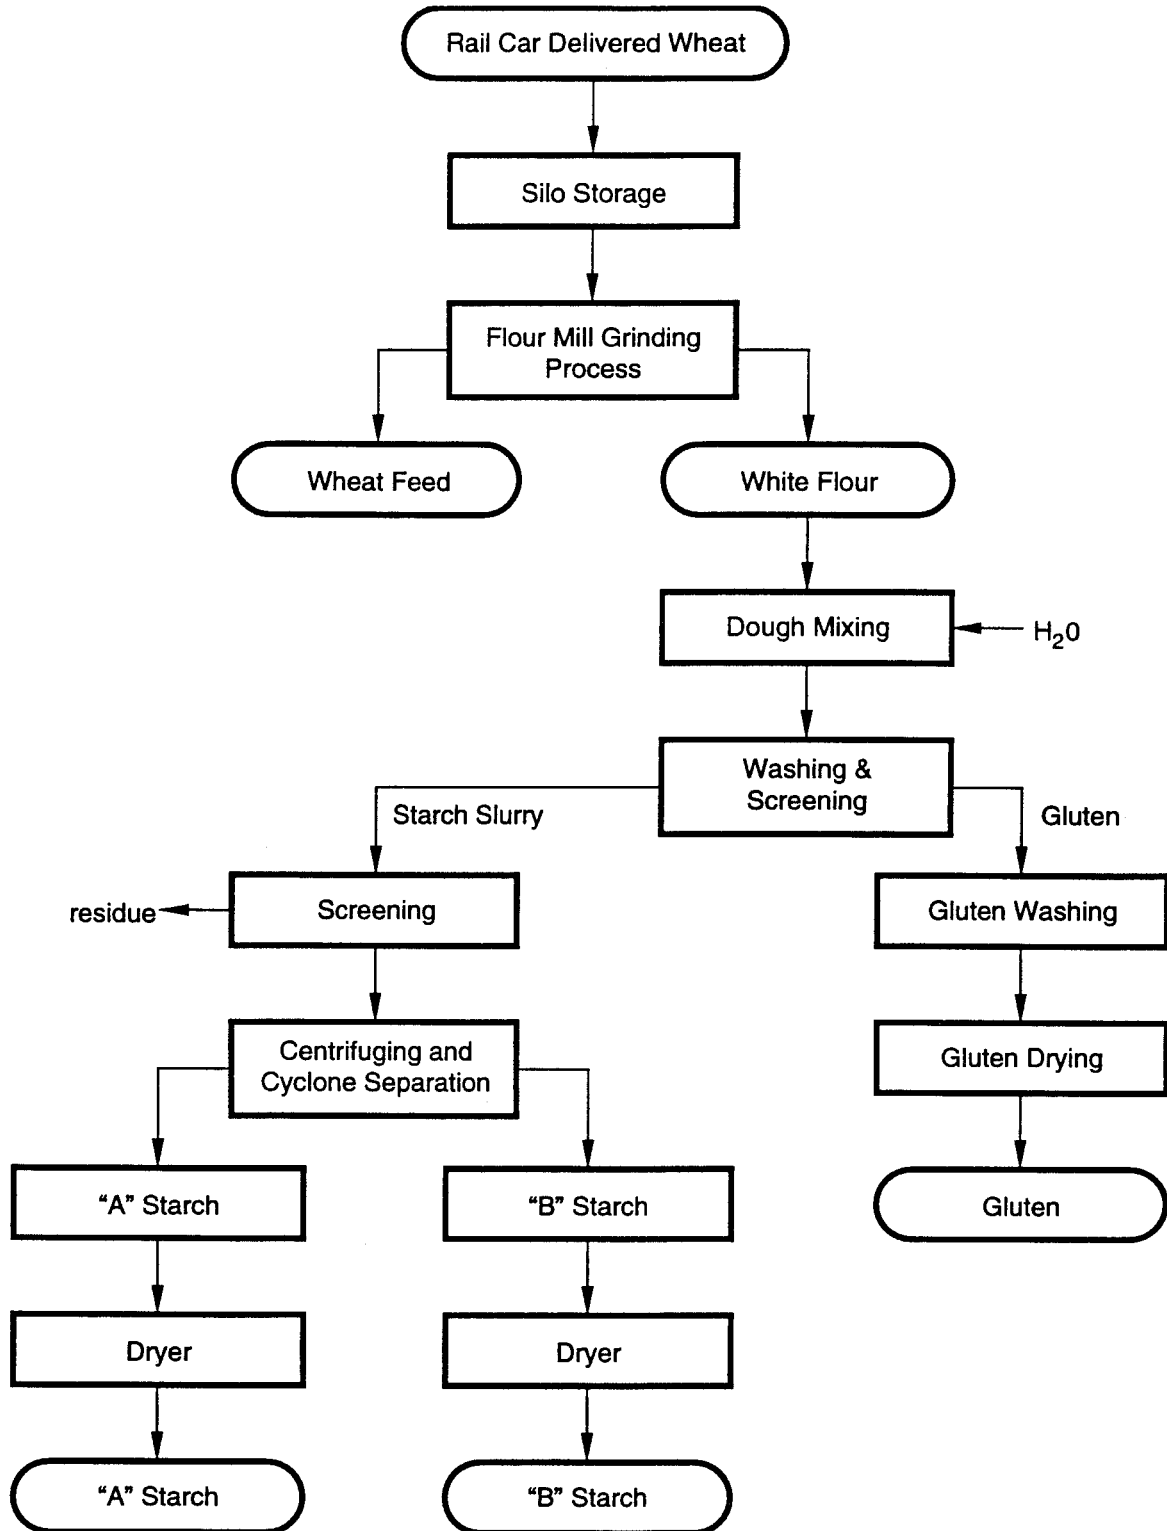 Rail Car Delivered Wheat
Silo Storage
Flour Mill Grinding
Process
Wheat Feed
White Flour
Dough Mixing
H₂0
Washing &
Screening
Starch Slurry
Gluten
residue
Screening
Gluten Washing
Centrifuging and
Cyclone Separation
Gluten Drying
“A” Starch
“B” Starch
Gluten
Dryer
Dryer
“A” Starch
“B” Starch